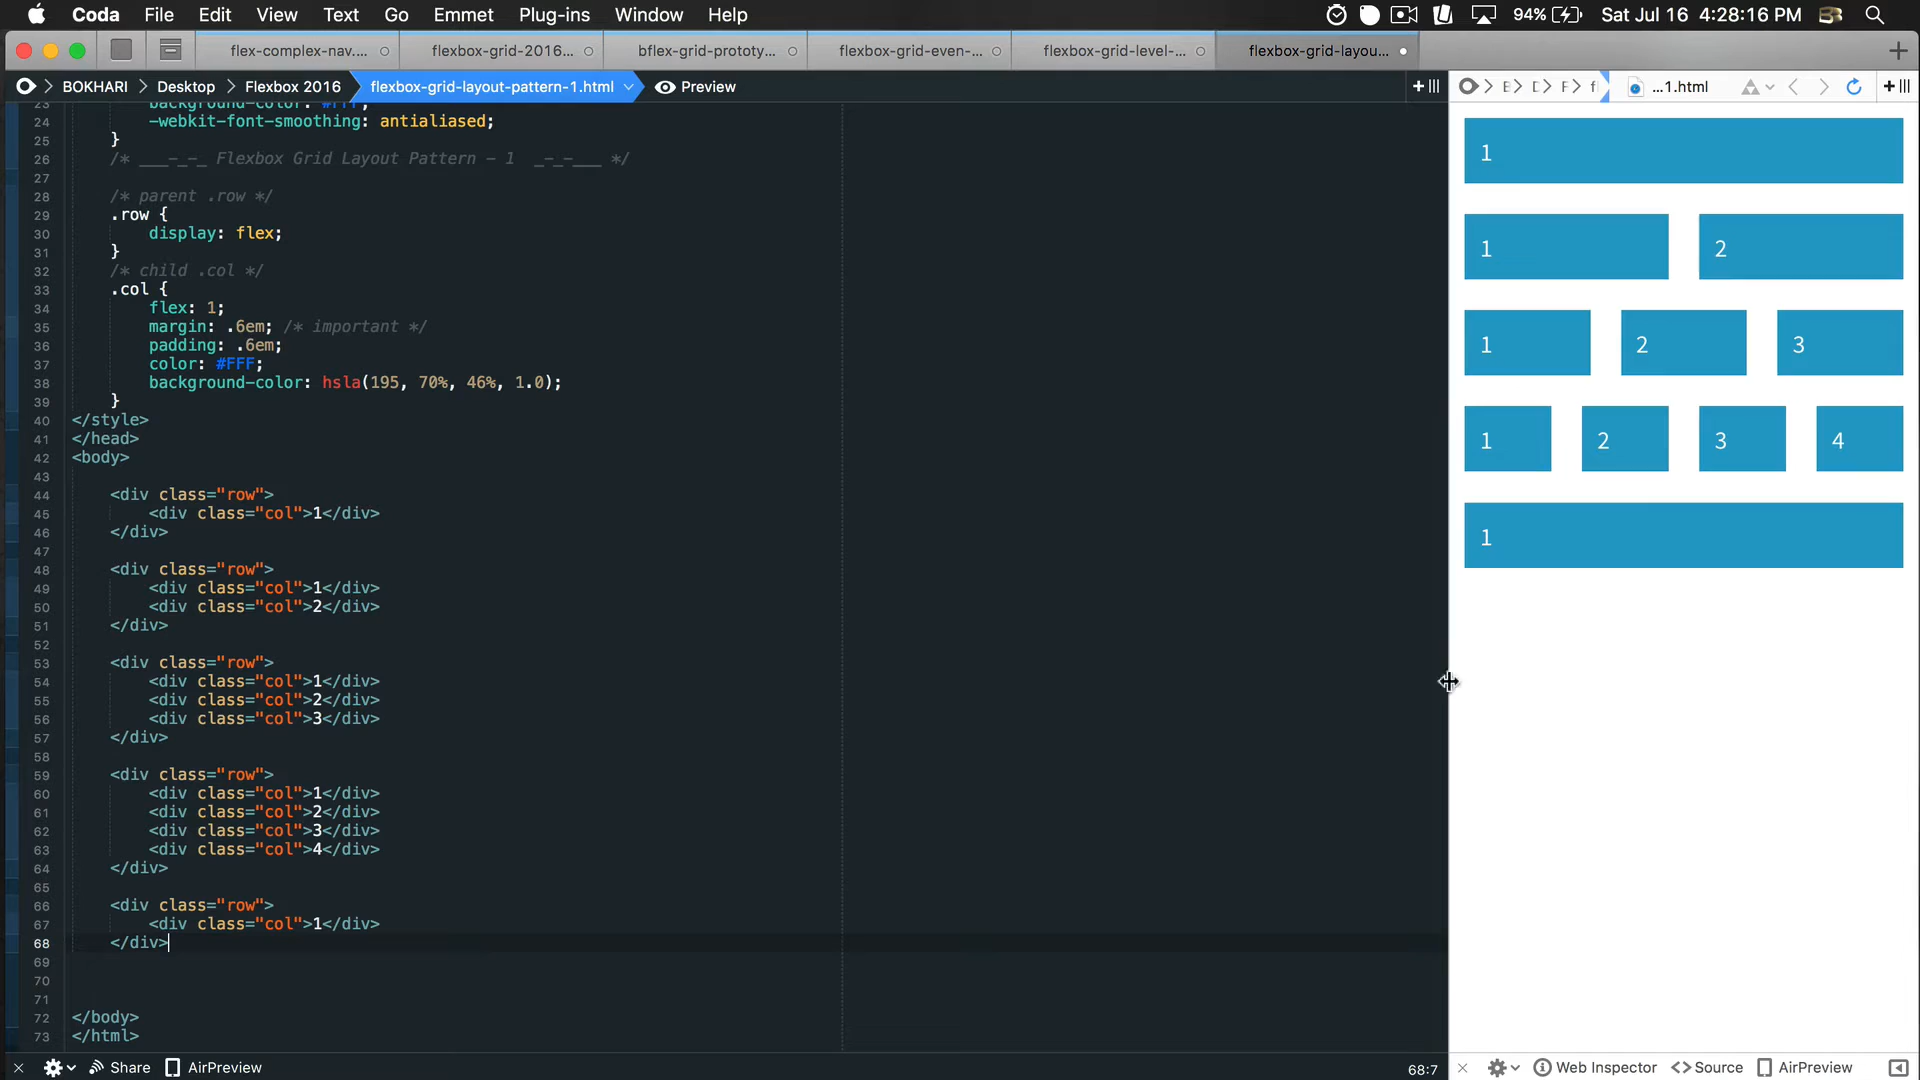 Coda File Edit View Text Go Emmet Plug-ins Window Help 94% Sat Jul 16 4:28:16 PM
flex-complex-nav.... flexbox-grid-2016... bflex-grid-prototy... flexbox-grid-even-... flexbox-grid-level-... flexbox-grid-layou...
BOKHARI Desktop Flexbox 2016 flexbox-grid-layout-pattern-1.html Preview ...1.html
23 background-color: #FFF;
24 -webkit-font-smoothing: antialiased;
25 }
26 /* ___-_-_ Flexbox Grid Layout Pattern - 1 _-_-___ */
27
28 /* parent .row */
29 .row {
30 display: flex;
31 }
32 /* child .col */
33 .col {
34 flex: 1;
35 margin: .6em; /* important */
36 padding: .6em;
37 color: #FFF;
38 background-color: hsla(195, 70%, 46%, 1.0);
39 }
40 </style>
41 </head>
42 <body>
43
44 <div class="row">
45 <div class="col">1</div>
46 </div>
47
48 <div class="row">
49 <div class="col">1</div>
50 <div class="col">2</div>
51 </div>
52
53 <div class="row">
54 <div class="col">1</div>
55 <div class="col">2</div>
56 <div class="col">3</div>
57 </div>
58
59 <div class="row">
60 <div class="col">1</div>
61 <div class="col">2</div>
62 <div class="col">3</div>
63 <div class="col">4</div>
64 </div>
65
66 <div class="row">
67 <div class="col">1</div>
68 </div>
69
70
71
72 </body>
73 </html>
1
1 2
1 2 3
1 2 3 4
1
Share AirPreview 68:7 Web Inspector Source AirPreview